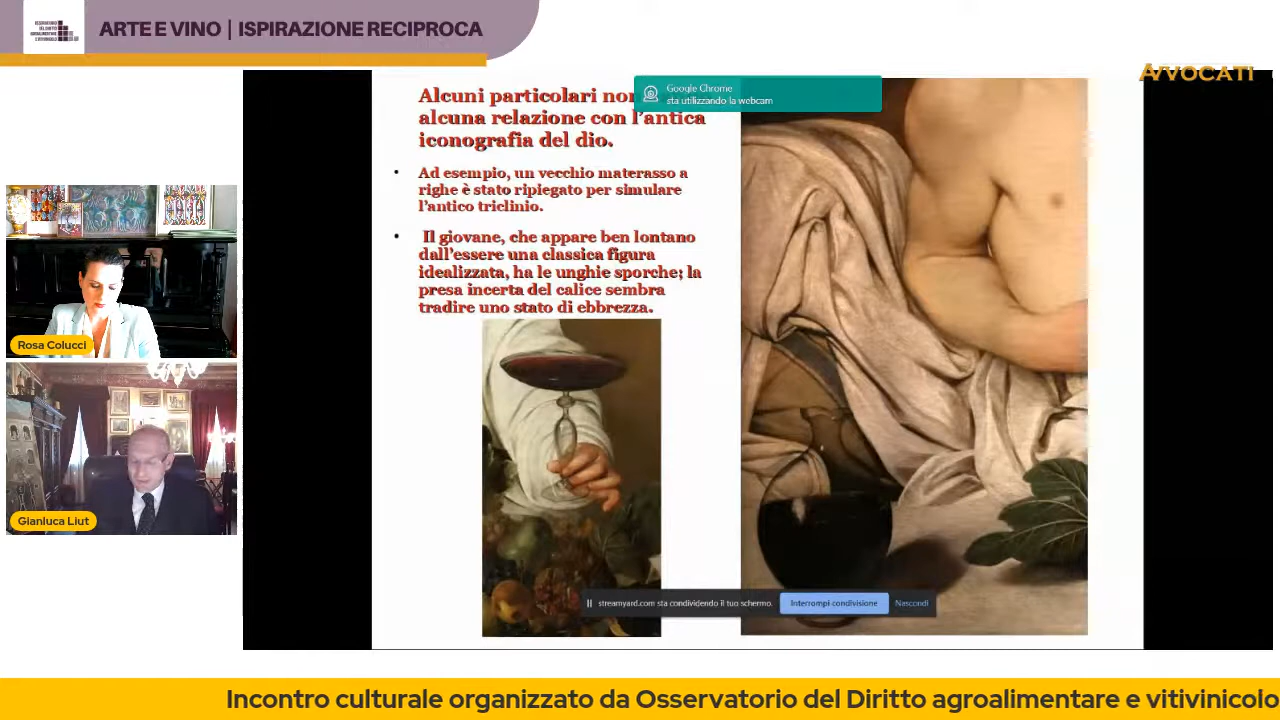 ARTE E VINO | ISPIRAZIONE RECIPROCA
AVVOCATI
Google Chrome
sta utilizzando la webcam
Alcuni particolari non
alcuna relazione con l'antica
iconografia del dio.
• Ad esempio, un vecchio materasso a
righe è stato ripiegato per simulare
l'antico triclinio.
• Il giovane, che appare ben lontano
dall'essere una classica figura
idealizzata, ha le unghie sporche; la
presa incerta del calice sembra
tradire uno stato di ebbrezza.
Rosa Colucci
Gianluca Liut
streamyard.com sta condividendo il tuo schermo.
Interrompi condivisione
Nascondi
Incontro culturale organizzato da Osservatorio del Diritto agroalimentare e vitivinicolo